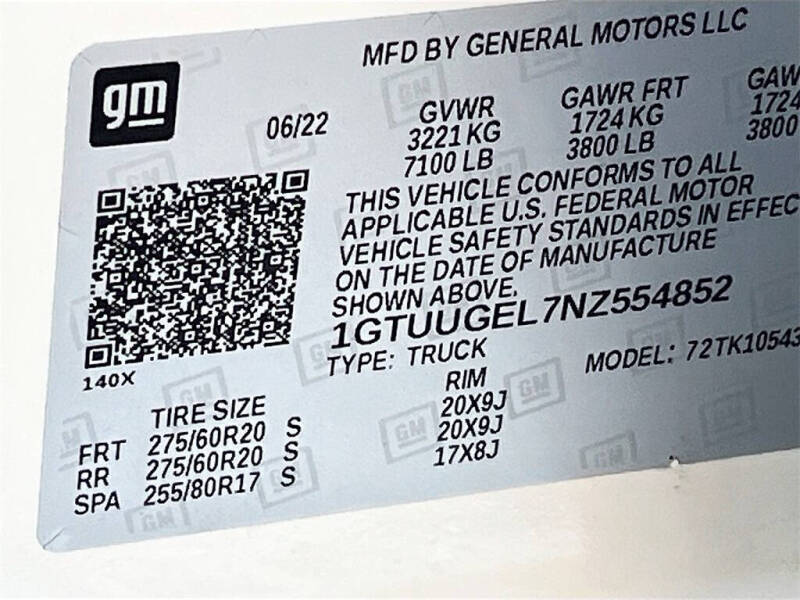 MFD BY GENERAL MOTORS LLC
gm
06/22
GVWR GAWR FRT GAW
3221 KG 1724 KG 1724
7100 LB 3800 LB 3800
THIS VEHICLE CONFORMS TO ALL
APPLICABLE U.S. FEDERAL MOTOR
VEHICLE SAFETY STANDARDS IN EFFEC
ON THE DATE OF MANUFACTURE
SHOWN ABOVE.
1GTUUGEL7NZ554852
TYPE: TRUCK MODEL: 72TK10543
140X
TIRE SIZE RIM
FRT 275/60R20 S 20X9J
RR 275/60R20 S 20X9J
SPA 255/80R17 S 17X8J